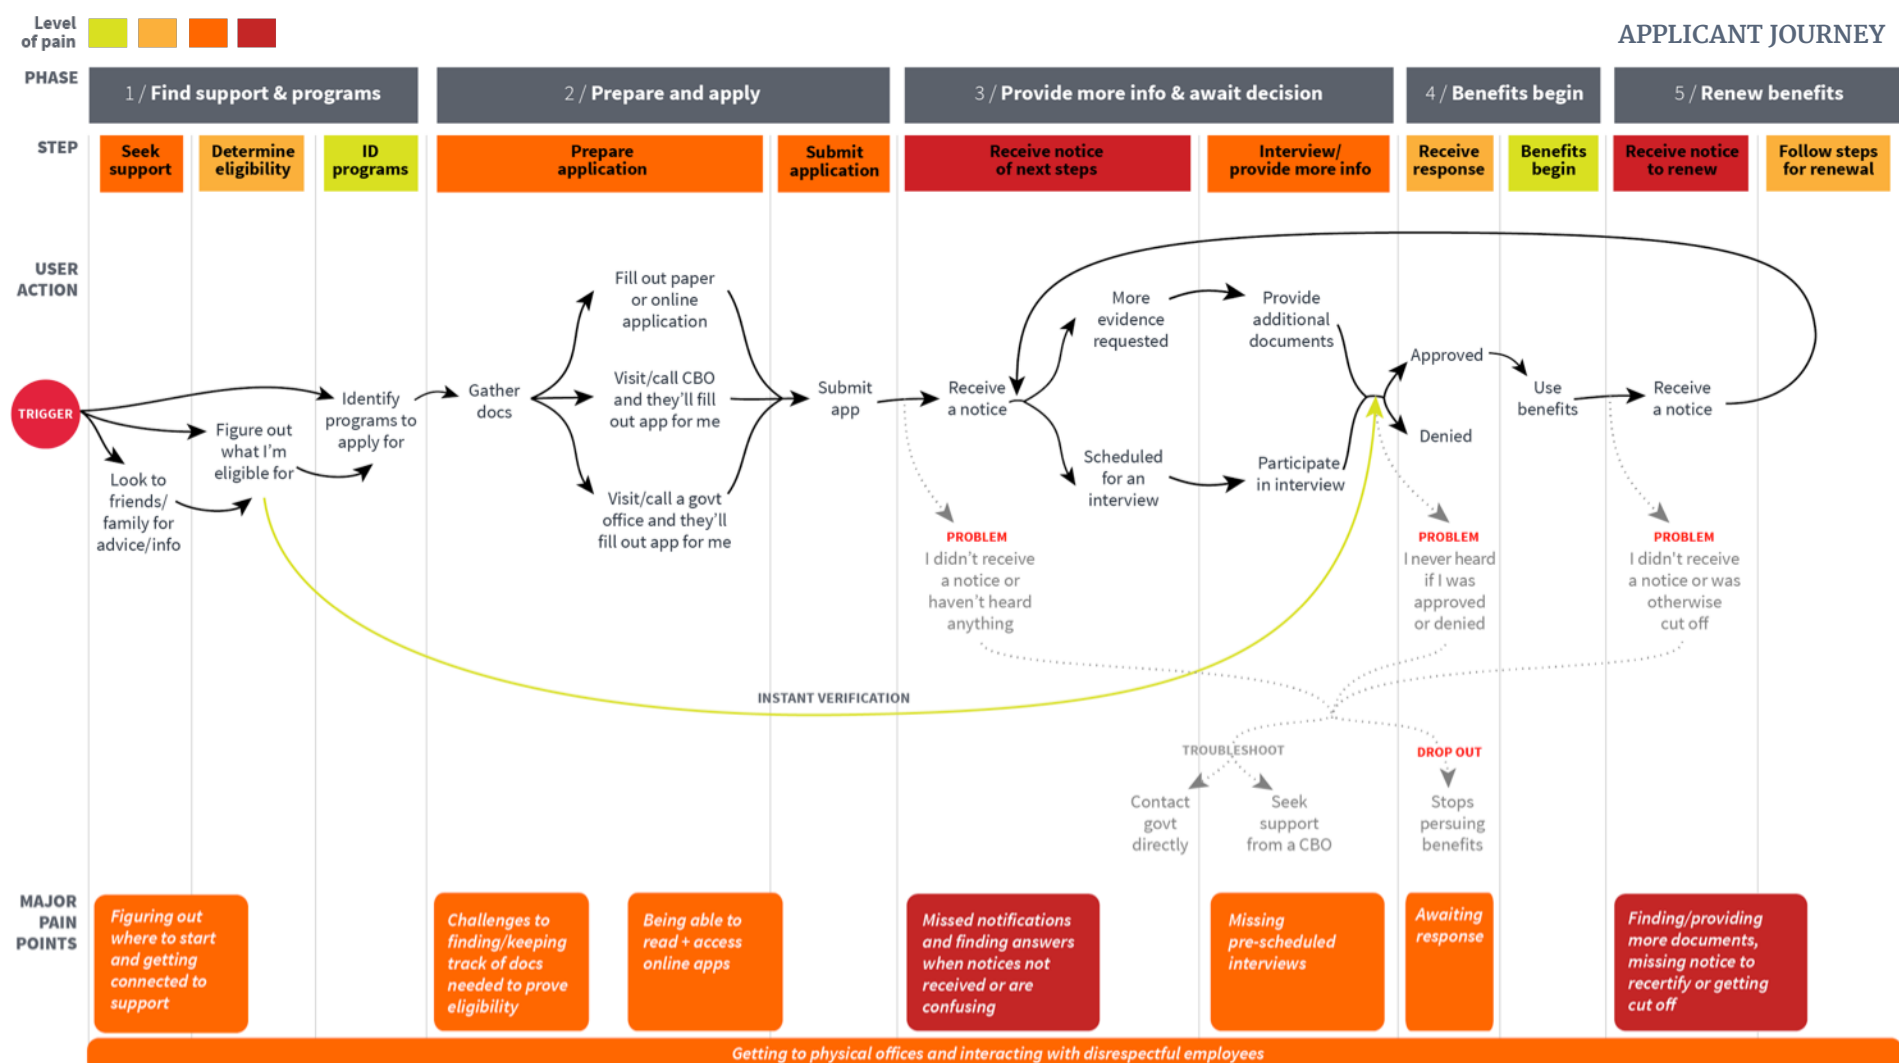 Level
of pain
APPLICANT JOURNEY
PHASE
1 / Find support & programs
2 / Prepare and apply
3 / Provide more info & await decision
4 / Benefits begin
5 / Renew benefits
STEP
Seek
support
Determine
eligibility
ID
programs
Prepare
application
Submit
application
Receive notice
of next steps
Interview/
provide more info
Receive
response
Benefits
begin
Receive notice
to renew
Follow steps
for renewal
USER
ACTION
TRIGGER
Look to
friends/
family for
advice/info
Figure out
what I'm
eligible for
Identify
programs to
apply for
Gather
docs
Fill out paper
or online
application
Visit/call CBO
and they'll fill
out app for me
Visit/call a govt
office and they'll
fill out app for me
Submit
app
Receive
a notice
More
evidence
requested
Scheduled
for an
interview
Provide
additional
documents
Participate
in interview
Approved
Denied
Use
benefits
Receive
a notice
PROBLEM
I didn't receive
a notice or
haven't heard
anything
PROBLEM
I never heard
if I was
approved
or denied
PROBLEM
I didn't receive
a notice or was
otherwise
cut off
INSTANT VERIFICATION
TROUBLESHOOT
DROP OUT
Contact
govt
directly
Seek
support
from a CBO
Stops
persuing
benefits
MAJOR
PAIN
POINTS
Figuring out
where to start
and getting
connected to
support
Challenges to
finding/keeping
track of docs
needed to prove
eligibility
Being able to
read + access
online apps
Missed notifications
and finding answers
when notices not
received or are
confusing
Missing
pre-scheduled
interviews
Awaiting
response
Finding/providing
more documents,
missing notice to
recertify or getting
cut off
Getting to physical offices and interacting with disrespectful employees